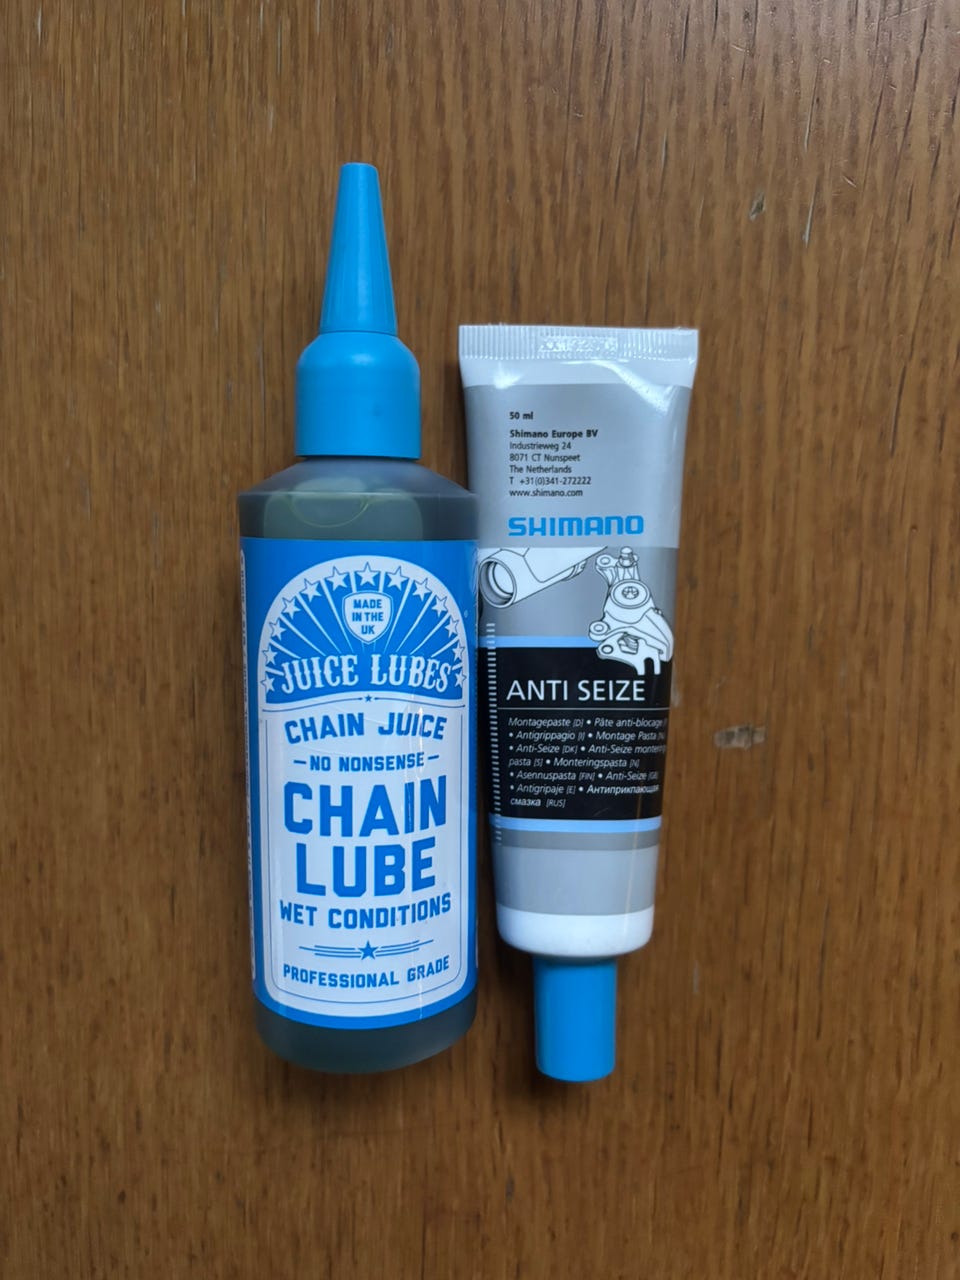 MADE
IN THE
UK
JUICE LUBES
CHAIN JUICE
NO NONSENSE
CHAIN
LUBE
WET CONDITIONS
PROFESSIONAL GRADE
50 ml
Shimano Europe BV
Industrieweg 24
8071 CT Nunspeet
The Netherlands
T +31(0)341-272222
www.shimano.com
SHIMANO
ANTI SEIZE
Montagepaste [D] • Pâte anti-blocage
• Antigrippagio [I] • Montage Pasta
• Anti-Seize [DK] • Anti-Seize montering
pasta [S] • Monteringspasta [N]
• Asennuspasta [FIN] • Anti-Seize [GB]
• Antigripaje [E] • Антиприкпающая
смазка [RUS]